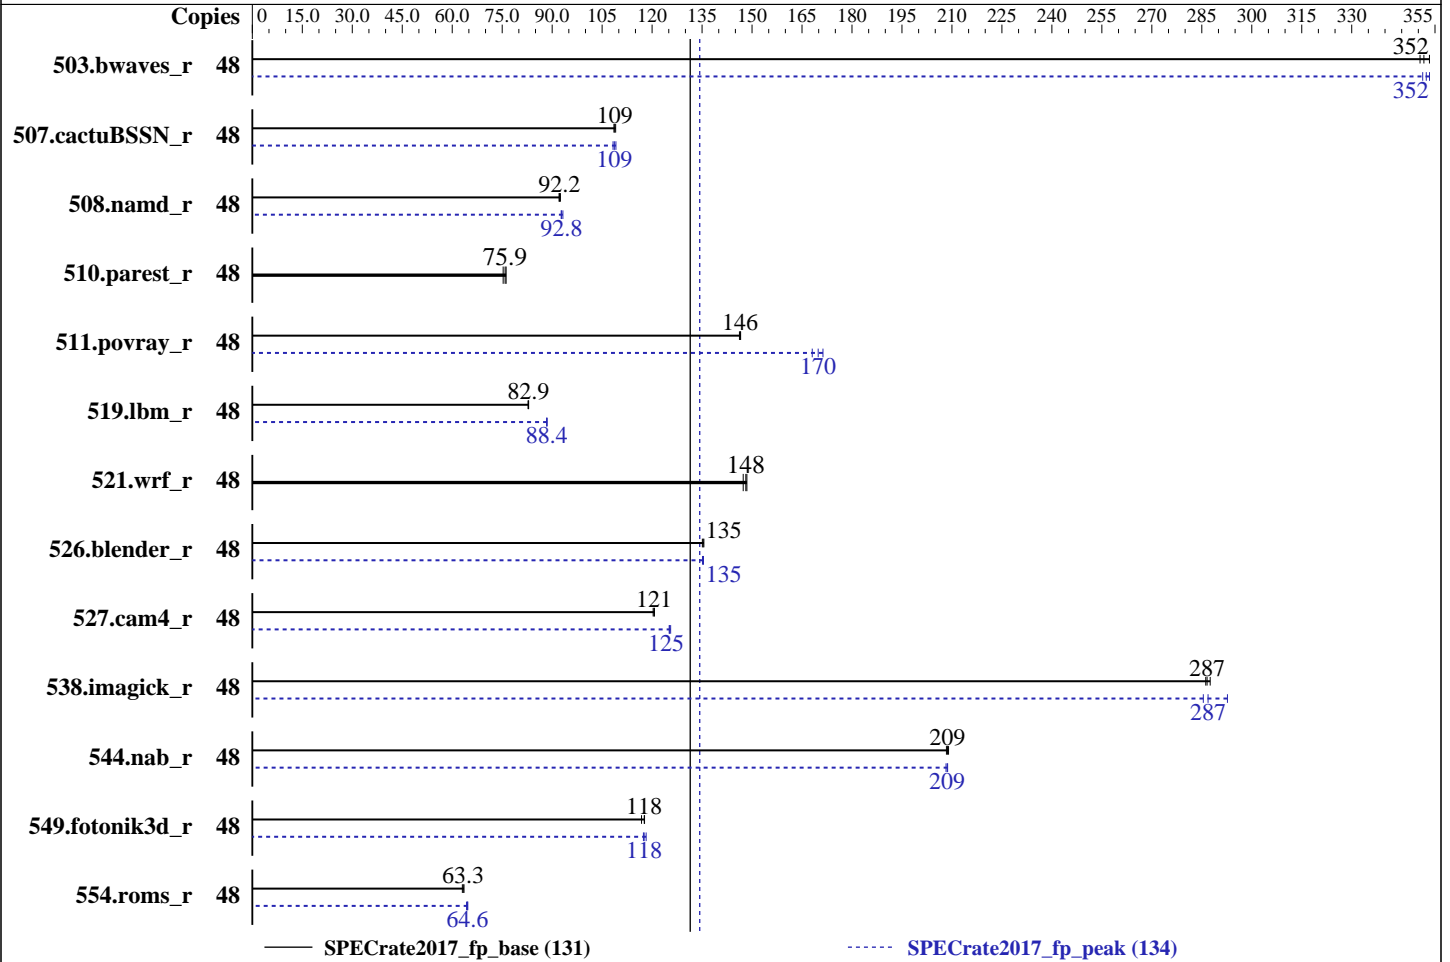 Copies 0 15.0 30.0 45.0 60.0 75.0 90.0 105 120 135 150 165 180 195 210 225 240 255 270 285 300 315 330 355
352
503.bwaves_r 48
352
109
507.cactuBSSN_r 48
109
92.2
508.namd_r 48
92.8
75.9
510.parest_r 48
146
511.povray_r 48
170
82.9
519.lbm_r 48
88.4
148
521.wrf_r 48
135
526.blender_r 48
135
121
527.cam4_r 48
125
287
538.imagick_r 48
287
209
544.nab_r 48
209
118
549.fotonik3d_r 48
118
63.3
554.roms_r 48
64.6
SPECrate2017_fp_base (131) SPECrate2017_fp_peak (134)